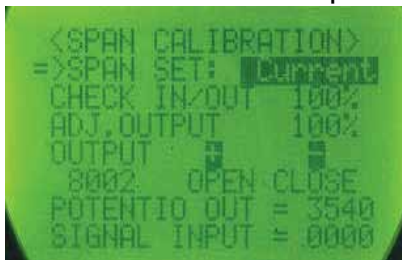 <SPAN CALIBRATION>
=>SPAN SET: Current
CHECK IN/OUT 100%
ADJ.OUTPUT 100%
OUTPUT
8002 OPEN CLOSE
POTENTIO OUT = 3540
SIGNAL INPUT = 0000